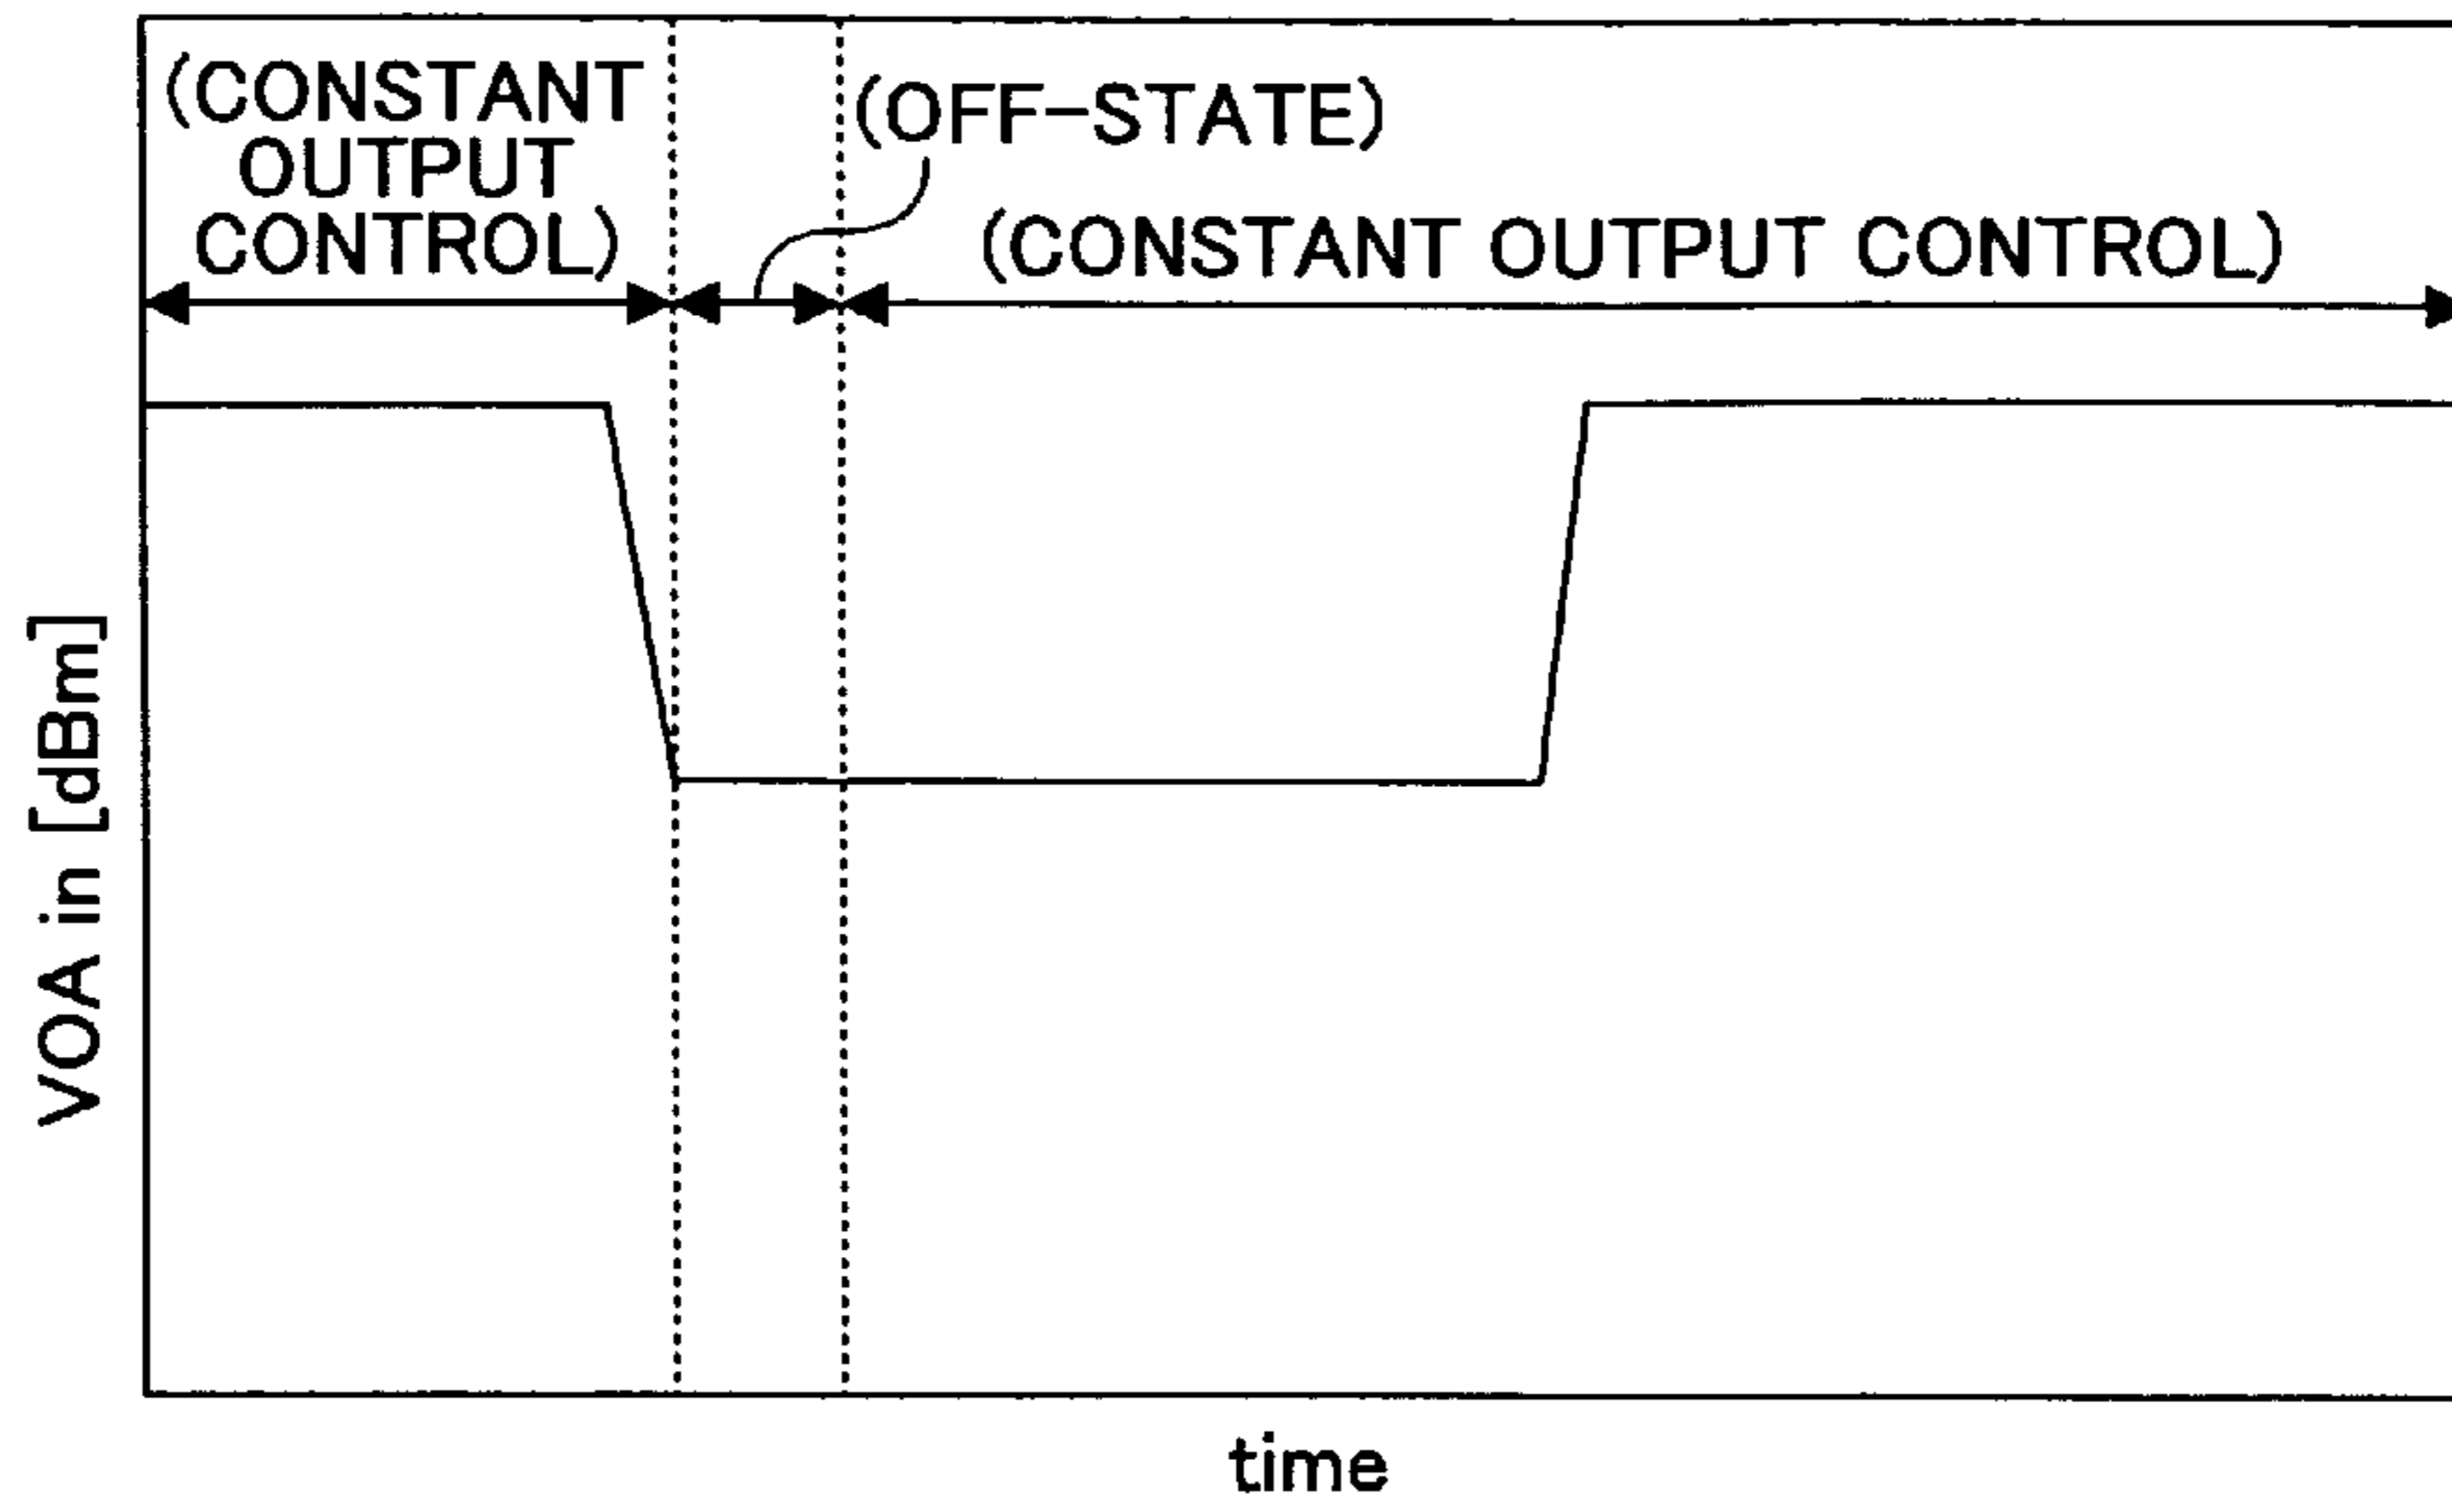 (CONSTANT
OUTPUT
CONTROL)
(OFF-STATE)
(CONSTANT OUTPUT CONTROL)
VOA in [dBm]
time